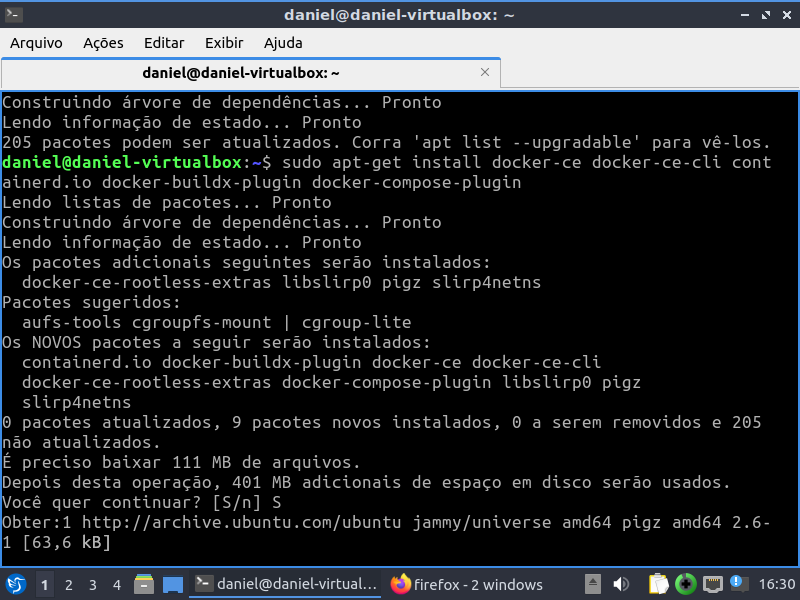 daniel@daniel-virtualbox: ~
Arquivo Ações Editar Exibir Ajuda
daniel@daniel-virtualbox: ~
Construindo árvore de dependências... Pronto
Lendo informação de estado... Pronto
205 pacotes podem ser atualizados. Corra 'apt list --upgradable' para vê-los.
daniel@daniel-virtualbox:~$ sudo apt-get install docker-ce docker-ce-cli cont
ainerd.io docker-buildx-plugin docker-compose-plugin
Lendo listas de pacotes... Pronto
Construindo árvore de dependências... Pronto
Lendo informação de estado... Pronto
Os pacotes adicionais seguintes serão instalados:
  docker-ce-rootless-extras libslirp0 pigz slirp4netns
Pacotes sugeridos:
  aufs-tools cgroupfs-mount | cgroup-lite
Os NOVOS pacotes a seguir serão instalados:
  containerd.io docker-buildx-plugin docker-ce docker-ce-cli
  docker-ce-rootless-extras docker-compose-plugin libslirp0 pigz
  slirp4netns
0 pacotes atualizados, 9 pacotes novos instalados, 0 a serem removidos e 205
não atualizados.
É preciso baixar 111 MB de arquivos.
Depois desta operação, 401 MB adicionais de espaço em disco serão usados.
Você quer continuar? [S/n] S
Obter:1 http://archive.ubuntu.com/ubuntu jammy/universe amd64 pigz amd64 2.6-
1 [63,6 kB]
1 2 3 4 daniel@daniel-virtual... firefox - 2 windows 16:30